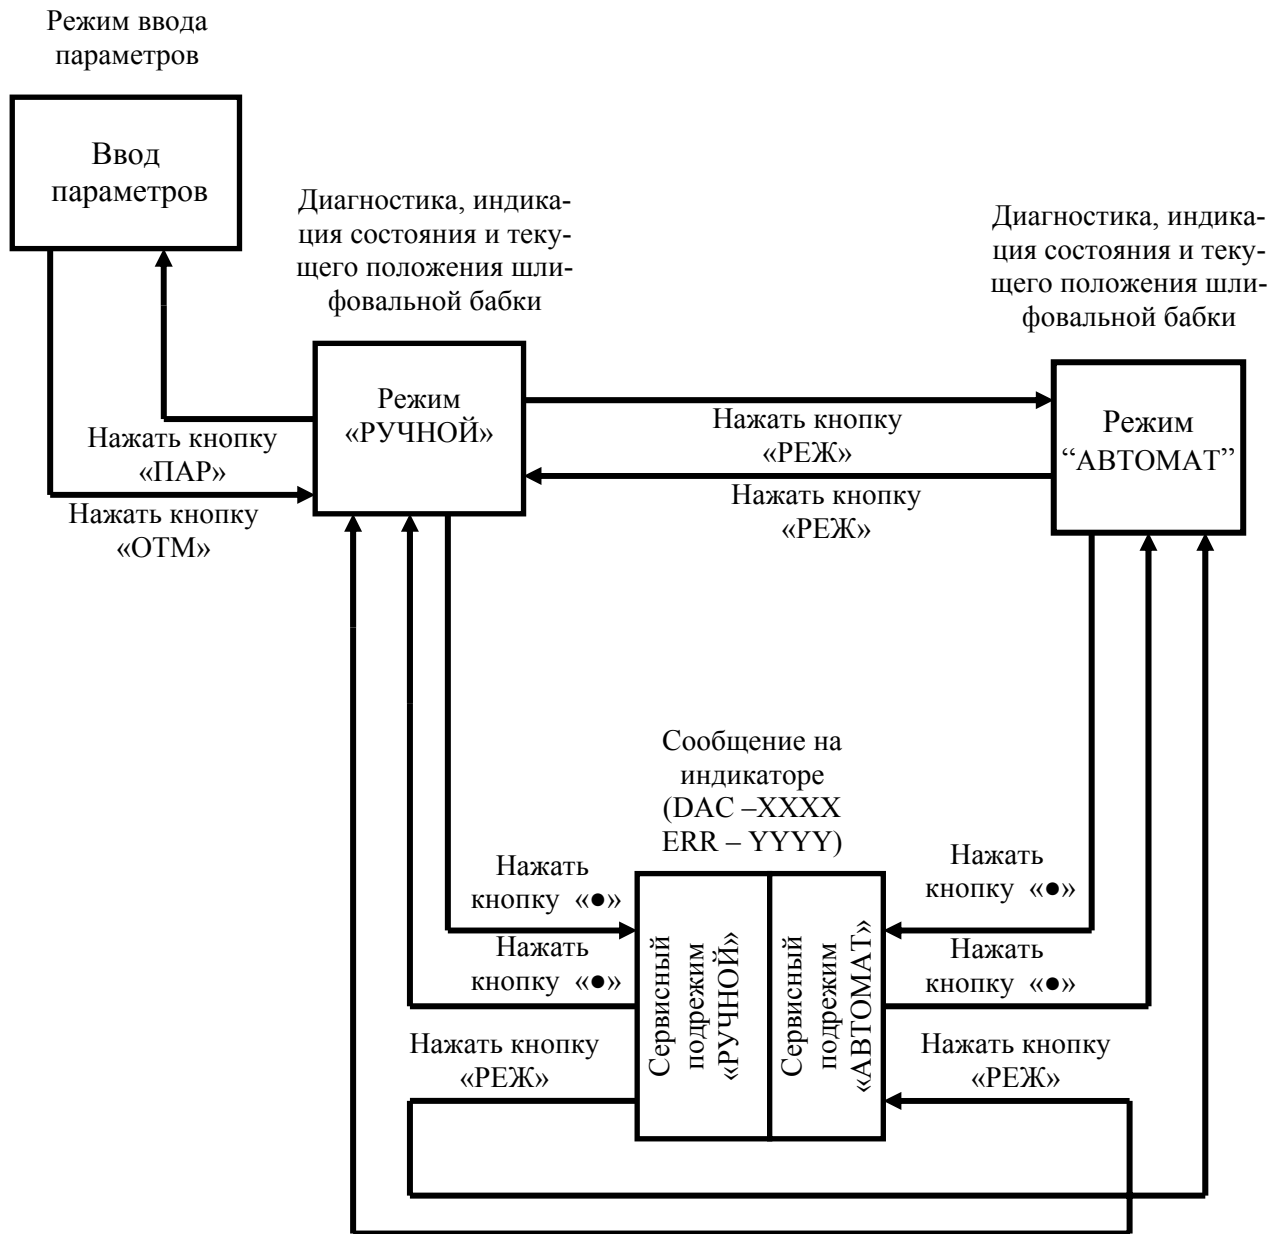 Режим ввода
параметров
Ввод
параметров
Диагностика, индика-
ция состояния и теку-
щего положения шли-
фовальной бабки
Диагностика, индика-
ция состояния и теку-
щего положения шли-
фовальной бабки
Режим
«РУЧНОЙ»
Режим
“АВТОМАТ”
Нажать кнопку
«ПАР»
Нажать кнопку
«ОТМ»
Нажать кнопку
«РЕЖ»
Нажать кнопку
«РЕЖ»
Сообщение на
индикаторе
(DAC –XXXX
ERR – YYYY)
Нажать
кнопку «●»
Нажать
кнопку «●»
Нажать кнопку
«РЕЖ»
Сервисный
подрежим
«РУЧНОЙ»
Сервисный
подрежим
«АВТОМАТ»
Нажать
кнопку «●»
Нажать
кнопку «●»
Нажать кнопку
«РЕЖ»